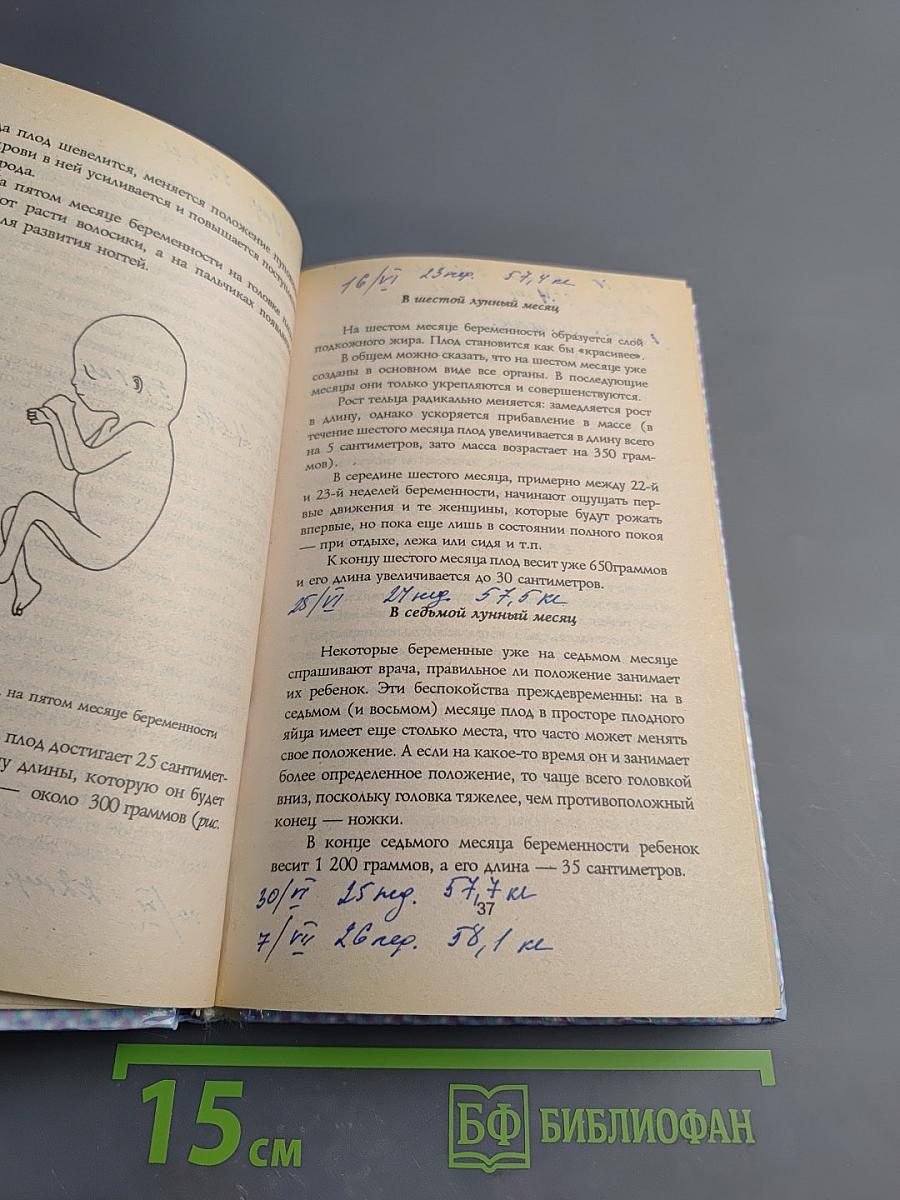 да плод шевелится, меняется положение
крови в ней усиливается и повышается
рода.
на пятом месяце беременности на головке
ют расти волосики, а на пальчиках
ля развития ногтей.
, на пятом месяце беременности
плод достигает 25 сантимет-
у длины, которую он будет
— около 300 граммов (рис.
22 нед.
16/VI 23 нед. 57,4 кг
В шестой лунный месяц
На шестом месяце беременности образуется слой
подкожного жира. Плод становится как бы «красивее».
В общем можно сказать, что на шестом месяце уже
созданы в основном виде все органы. В последующие
месяцы они только укрепляются и совершенствуются.
Рост тельца радикально меняется: замедляется рост
в длину, однако ускоряется прибавление в массе (в
течение шестого месяца плод увеличивается в длину всего
на 5 сантиметров, зато масса возрастает на 350 грам-
мов).
В середине шестого месяца, примерно между 22-й
и 23-й неделей беременности, начинают ощущать пер-
вые движения и те женщины, которые будут рожать
впервые, но пока еще лишь в состоянии полного покоя
— при отдыхе, лежа или сидя и т.п.
К концу шестого месяца плод весит уже 650граммов
и его длина увеличивается до 30 сантиметров.
25/VI 24 нед. 57,5 кг
В седьмой лунный месяц
Некоторые беременные уже на седьмом месяце
спрашивают врача, правильное ли положение занимает
их ребенок. Эти беспокойства преждевременны: на в
седьмом (и восьмом) месяце плод в просторе плодного
яйца имеет еще столько места, что часто может менять
свое положение. А если на какое-то время он и занимает
более определенное положение, то чаще всего головкой
вниз, поскольку головка тяжелее, чем противоположный
конец — ножки.
В конце седьмого месяца беременности ребенок
весит 1 200 граммов, а его длина — 35 сантиметров.
30/VI 25 нед. 57,7 кг
37
7/VII 26 нед. 58,1 кг
15 см
БФ БИБЛИОФАН